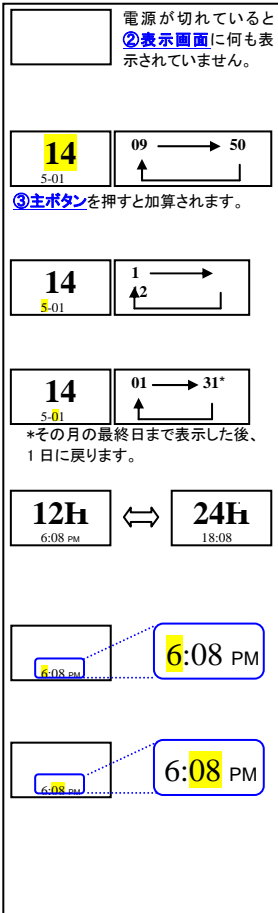 電源が切れていると
②表示画面に何も表
示されていません。
14
5-01
09 50
③主ボタンを押すと加算されます。
14
5-01
1
12
14
5-01
01 31*
*その月の最終日まで表示した後、
1 日に戻ります。
12H
6:08 PM
24H
18:08
6:08 PM
6:08 PM
6:08 PM
6:08 PM